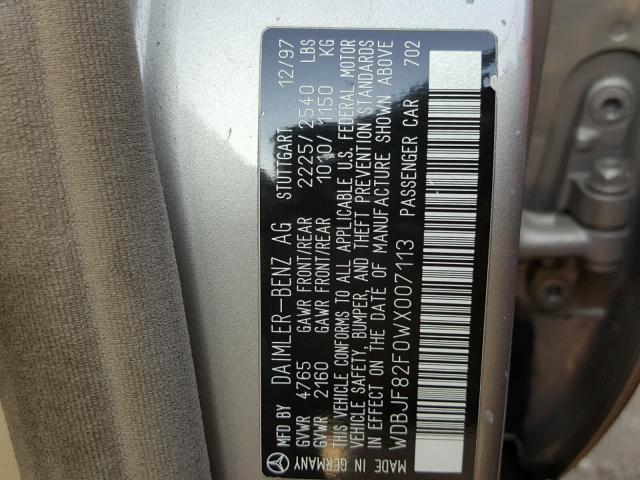 MFD BY DAIMLER-BENZ AG STUTTGART 12/97
GVWR 4765 GAWR FRONT/REAR 2225/2540 LBS
GVWR 2160 GAWR FRONT/REAR 1010/1150 KG
THIS VEHICLE CONFORMS TO ALL APPLICABLE U.S. FEDERAL MOTOR
VEHICLE SAFETY, BUMPER, AND THEFT PREVENTION STANDARDS
IN EFFECT ON THE DATE OF MANUFACTURE SHOWN ABOVE
WDBJF82F0WX007113 PASSENGER CAR 702
MADE IN GERMANY